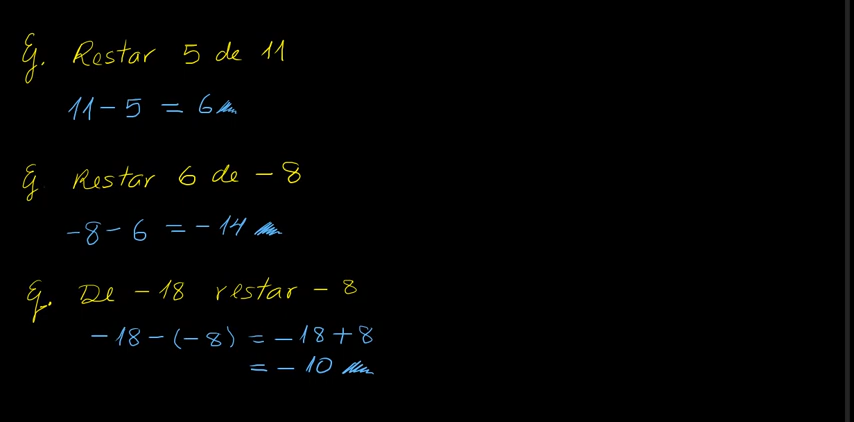 Ej. Restar 5 de 11
11 - 5 = 6
Ej. Restar 6 de - 8
-8 - 6 = - 14
Ej. De - 18 restar - 8
- 18 - (- 8) = - 18 + 8
= - 10